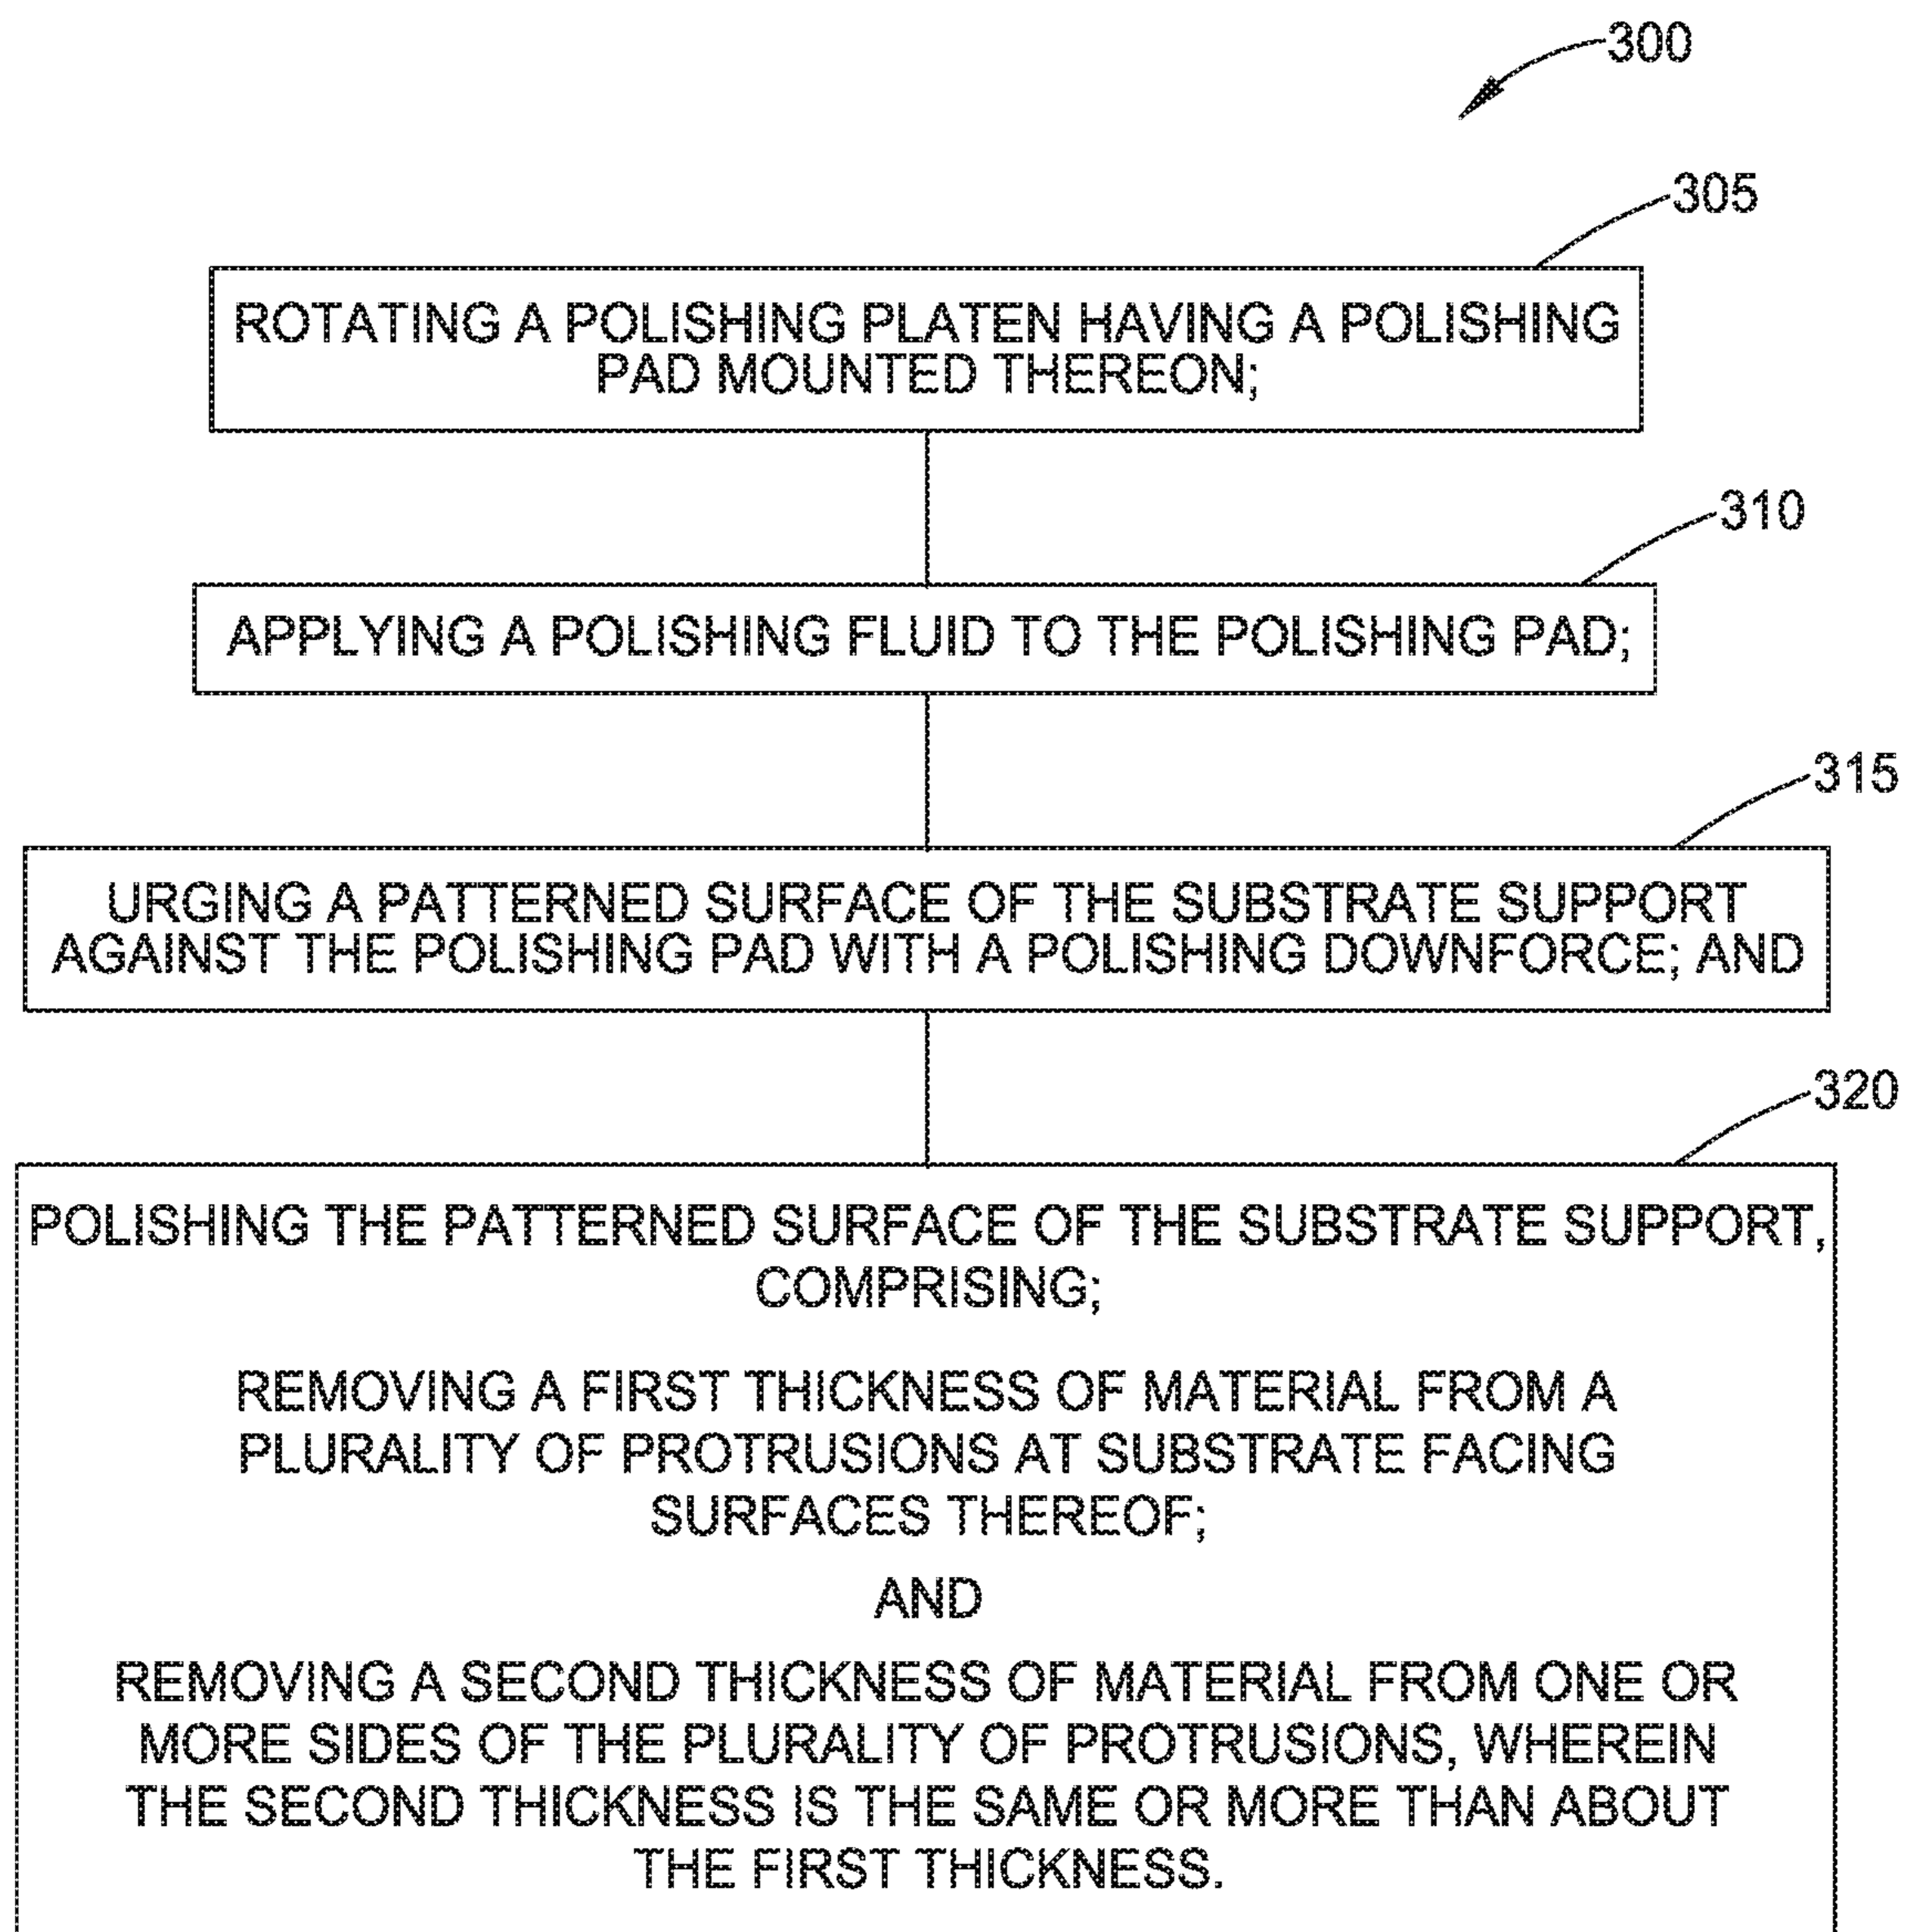 300
305
ROTATING A POLISHING PLATEN HAVING A POLISHING
PAD MOUNTED THEREON;
310
APPLYING A POLISHING FLUID TO THE POLISHING PAD;
315
URGING A PATTERNED SURFACE OF THE SUBSTRATE SUPPORT
AGAINST THE POLISHING PAD WITH A POLISHING DOWNFORCE; AND
320
POLISHING THE PATTERNED SURFACE OF THE SUBSTRATE SUPPORT,
COMPRISING;
REMOVING A FIRST THICKNESS OF MATERIAL FROM A
PLURALITY OF PROTRUSIONS AT SUBSTRATE FACING
SURFACES THEREOF;
AND
REMOVING A SECOND THICKNESS OF MATERIAL FROM ONE OR
MORE SIDES OF THE PLURALITY OF PROTRUSIONS, WHEREIN
THE SECOND THICKNESS IS THE SAME OR MORE THAN ABOUT
THE FIRST THICKNESS.